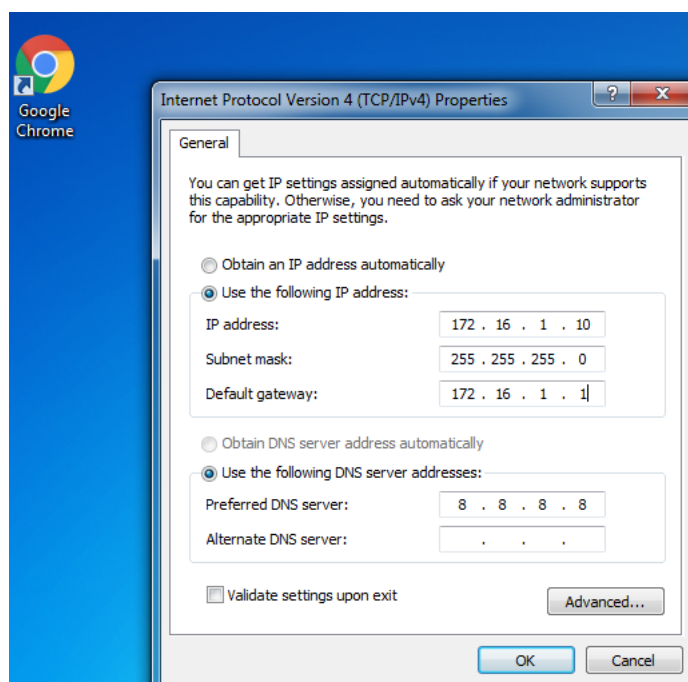 Google
Chrome
Internet Protocol Version 4 (TCP/IPv4) Properties
?
x
General
You can get IP settings assigned automatically if your network supports
this capability. Otherwise, you need to ask your network administrator
for the appropriate IP settings.
Obtain an IP address automatically
Use the following IP address:
IP address: 172 . 16 . 1 . 10
Subnet mask: 255 . 255 . 255 . 0
Default gateway: 172 . 16 . 1 . 1
Obtain DNS server address automatically
Use the following DNS server addresses:
Preferred DNS server: 8 . 8 . 8 . 8
Alternate DNS server: . . .
Validate settings upon exit
Advanced...
OK Cancel